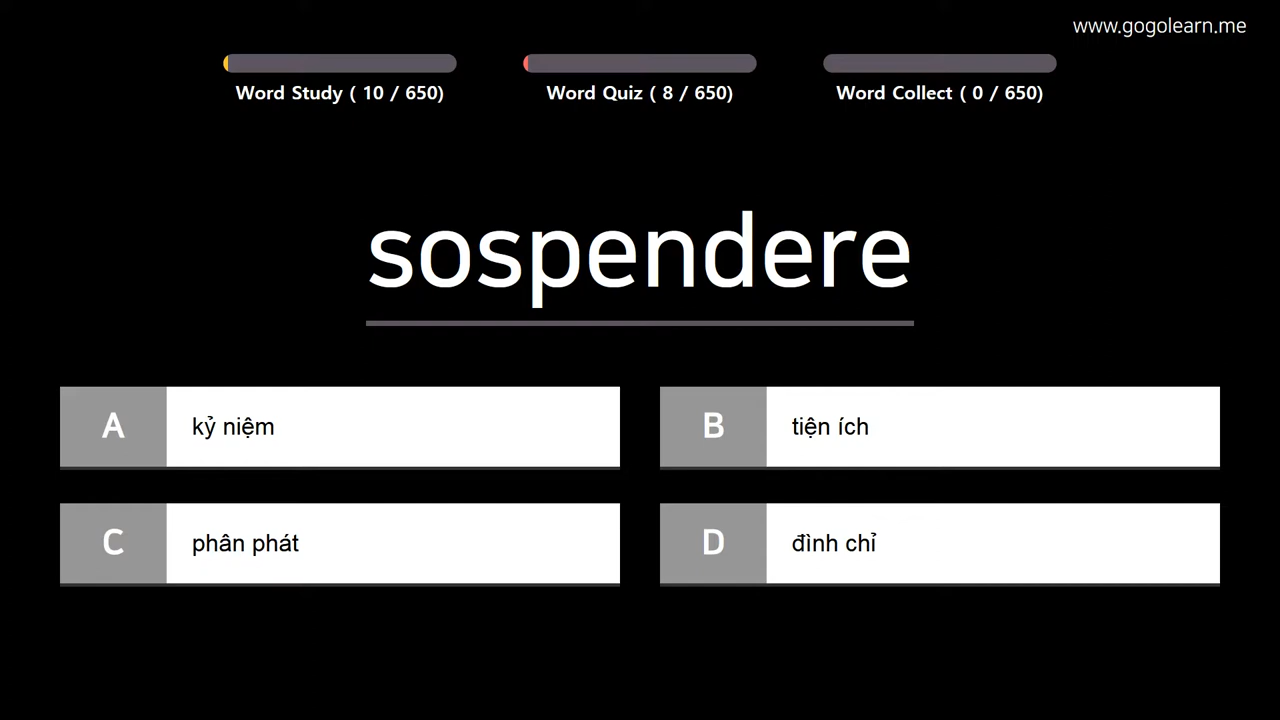 www.gogolearn.me
Word Study ( 10 / 650)
Word Quiz ( 8 / 650)
Word Collect ( 0 / 650)
sospendere
A
kỷ niệm
B
tiện ích
C
phân phát
D
đình chỉ